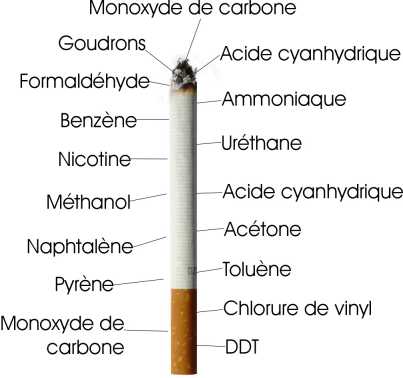 Monoxyde de carbone
Goudrons
Acide cyanhydrique
Formaldéhyde
Ammoniaque
Benzène
Uréthane
Nicotine
Acide cyanhydrique
Méthanol
Acétone
Naphtalène
Toluène
Pyrène
Chlorure de vinyl
Monoxyde de
carbone
DDT